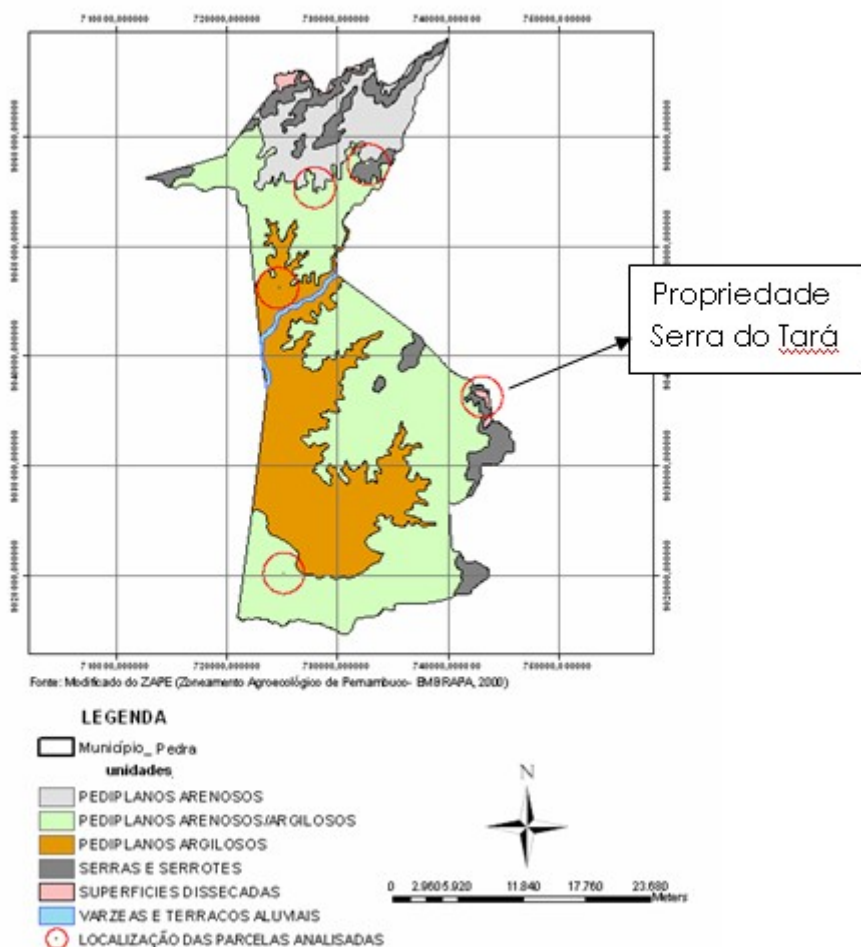 710000,000000 720000,000000 730000,000000 740000,000000 750000,000000
Propriedade
Serra do Tará
710000,000000 720000,000000 730000,000000 740000,000000 750000,000000
Fonte: Modificado do ZAPE (Zoneamento Agroecológico de Pernambuco- EMBRAPA, 2000)
LEGENDA
Município_ Pedra
unidades
PEDIPLANOS ARENOSOS
PEDIPLANOS ARENOSOS/ARGILOSOS
PEDIPLANOS ARGILOSOS
SERRAS E SERROTES
SUPERFICIES DISSECADAS
VARZEAS E TERRACOS ALUVIAIS
LOCALIZAÇÃO DAS PARCELAS ANALISADAS
N
0 2.960 5.920 11.840 17.760 23.680
Meters